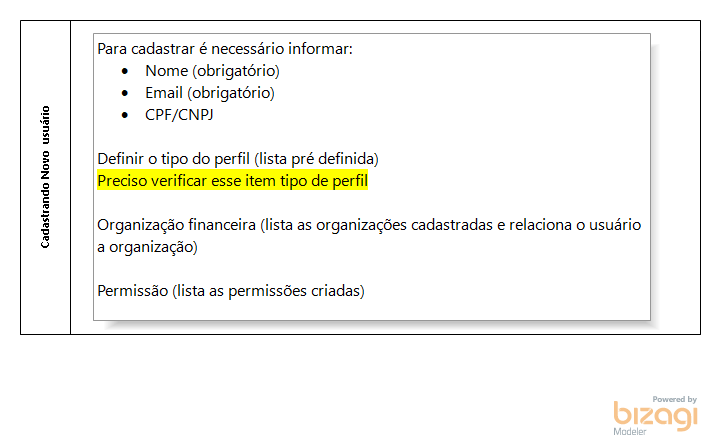 Cadastrando Novo usuário
Para cadastrar é necessário informar:
• Nome (obrigatório)
• Email (obrigatório)
• CPF/CNPJ
Definir o tipo do perfil (lista pré definida)
Preciso verificar esse item tipo de perfil
Organização financeira (lista as organizações cadastradas e relaciona o usuário
a organização)
Permissão (lista as permissões criadas)
Powered by
bizagi
Modeler